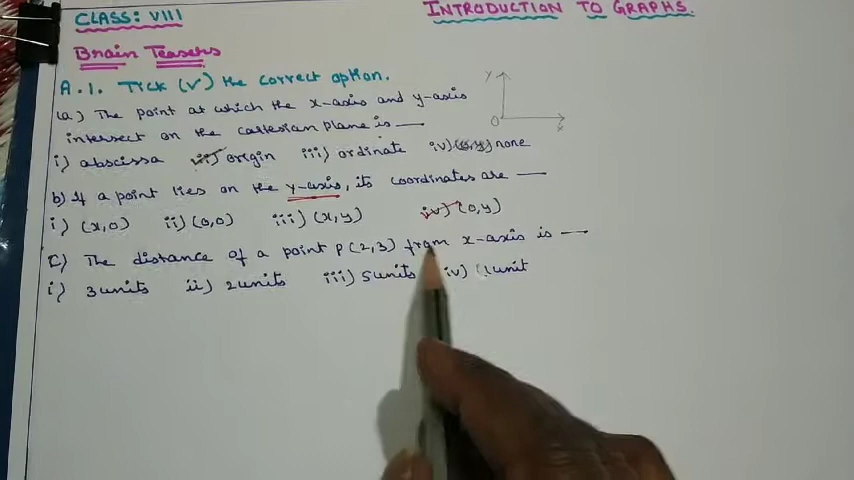 CLASS: VIII
INTRODUCTION TO GRAPHS.
Brain Teasers
A.1. TICK (√) the correct option.
(a) The point at which the x-axis and y-axis
intersect on the cartesian plane is —
i) abscissa ii) origin iii) ordinate iv) none
b) If a point lies on the y-axis, its coordinates are —
i) (x,0) ii) (0,0) iii) (x,y) iv) (0,y)
C) The distance of a point P(2,3) from x-axis is —
i) 3units ii) 2units iii) 5units iv) 1unit
Y
O
X